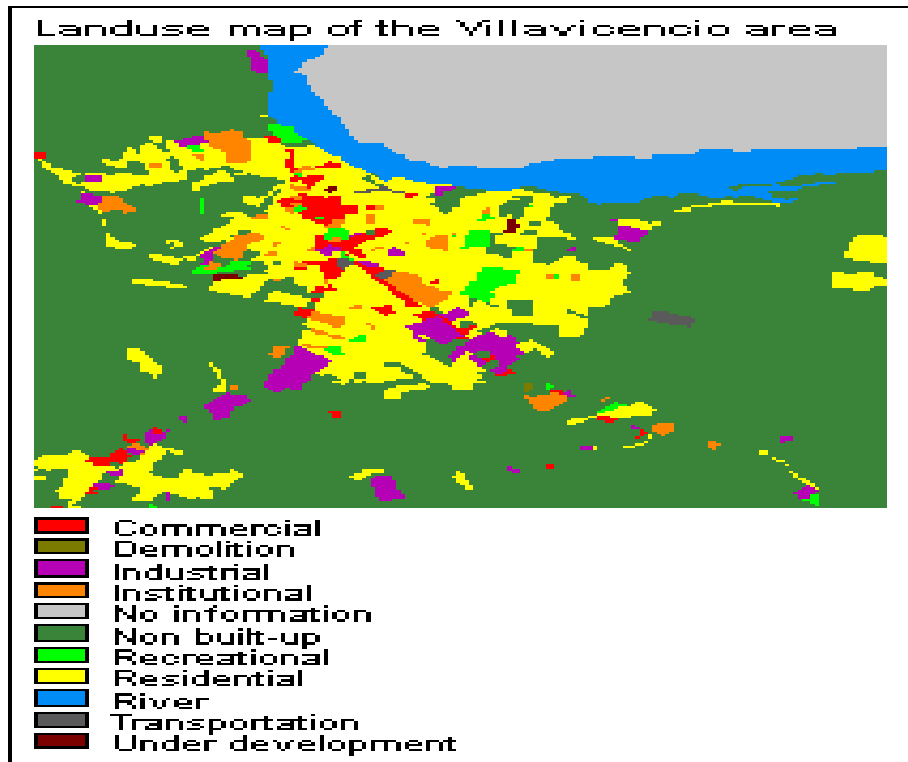 Landuse map of the Villavicencio area
Commercial
Demolition
Industrial
Institutional
No information
Non built-up
Recreational
Residential
River
Transportation
Under development